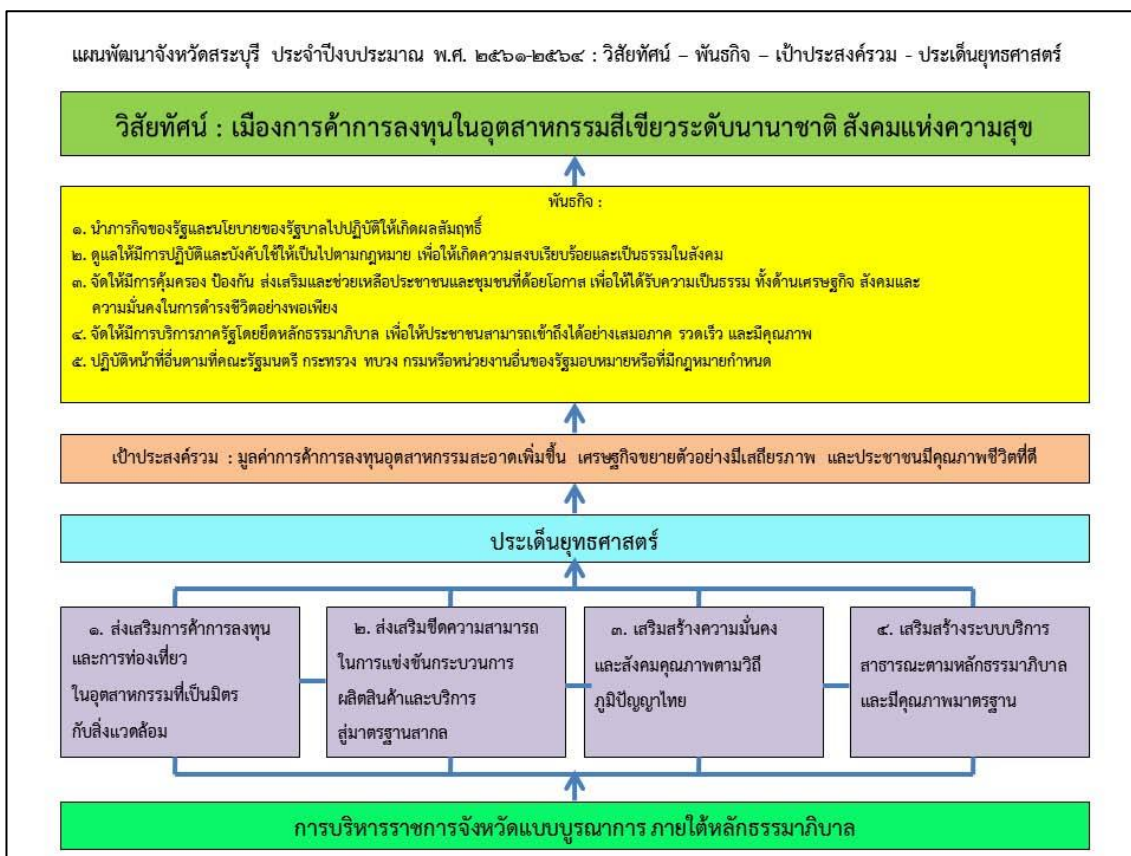 แผนพัฒนาจังหวัดสระบุรี ประจำปีงบประมาณ พ.ศ. ๒๕๖๑-๒๕๖๔ : วิสัยทัศน์ – พันธกิจ – เป้าประสงค์รวม - ประเด็นยุทธศาสตร์
วิสัยทัศน์ : เมืองการค้าการลงทุนในอุตสาหกรรมสีเขียวระดับนานาชาติ สังคมแห่งความสุข
พันธกิจ :
๑. นำภารกิจของรัฐและนโยบายของรัฐบาลไปปฏิบัติให้เกิดผลสัมฤทธิ์
๒. ดูแลให้มีการปฏิบัติและบังคับใช้ให้เป็นไปตามกฎหมาย เพื่อให้เกิดความสงบเรียบร้อยและเป็นธรรมในสังคม
๓. จัดให้มีการคุ้มครอง ป้องกัน ส่งเสริมและช่วยเหลือประชาชนและชุมชนที่ด้อยโอกาส เพื่อให้ได้รับความเป็นธรรม ทั้งด้านเศรษฐกิจ สังคมและ
ความมั่นคงในการดำรงชีวิตอย่างพอเพียง
๔. จัดให้มีการบริการภาครัฐโดยยึดหลักธรรมาภิบาล เพื่อให้ประชาชนสามารถเข้าถึงได้อย่างเสมอภาค รวดเร็ว และมีคุณภาพ
๕. ปฏิบัติหน้าที่อื่นตามที่คณะรัฐมนตรี กระทรวง ทบวง กรมหรือหน่วยงานอื่นของรัฐมอบหมายหรือที่มีกฎหมายกำหนด
เป้าประสงค์รวม : มูลค่าการค้าการลงทุนอุตสาหกรรมสะอาดเพิ่มขึ้น เศรษฐกิจขยายตัวอย่างมีเสถียรภาพ และประชาชนมีคุณภาพชีวิตที่ดี
ประเด็นยุทธศาสตร์
๑. ส่งเสริมการค้าการลงทุน
และการท่องเที่ยว
ในอุตสาหกรรมที่เป็นมิตร
กับสิ่งแวดล้อม
๒. ส่งเสริมขีดความสามารถ
ในการแข่งขันกระบวนการ
ผลิตสินค้าและบริการ
สู่มาตรฐานสากล
๓. เสริมสร้างความมั่นคง
และสังคมคุณภาพตามวิถี
ภูมิปัญญาไทย
๔. เสริมสร้างระบบบริการ
สาธารณะตามหลักธรรมาภิบาล
และมีคุณภาพมาตรฐาน
การบริหารราชการจังหวัดแบบบูรณาการ ภายใต้หลักธรรมาภิบาล